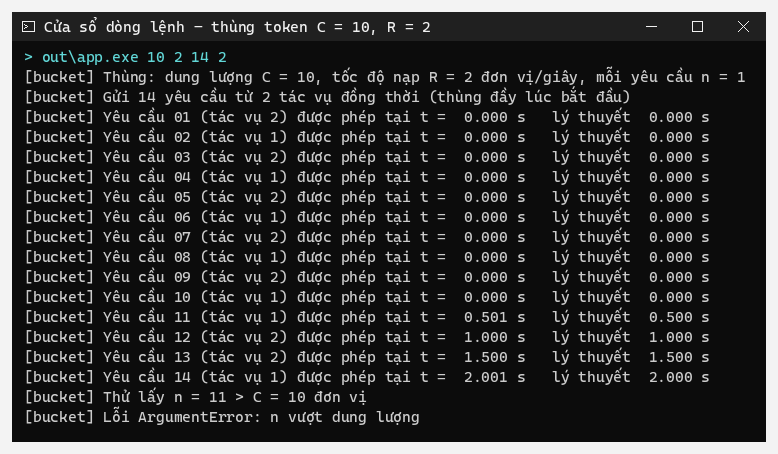 Cửa sổ dòng lệnh — thùng token C = 10, R = 2
> out\app.exe 10 2 14 2
[bucket] Thùng: dung lượng C = 10, tốc độ nạp R = 2 đơn vị/giây, mỗi yêu cầu n = 1
[bucket] Gửi 14 yêu cầu từ 2 tác vụ đồng thời (thùng đầy lúc bắt đầu)
[bucket] Yêu cầu 01 (tác vụ 2) được phép tại t =  0.000 s   lý thuyết  0.000 s
[bucket] Yêu cầu 02 (tác vụ 1) được phép tại t =  0.000 s   lý thuyết  0.000 s
[bucket] Yêu cầu 03 (tác vụ 2) được phép tại t =  0.000 s   lý thuyết  0.000 s
[bucket] Yêu cầu 04 (tác vụ 1) được phép tại t =  0.000 s   lý thuyết  0.000 s
[bucket] Yêu cầu 05 (tác vụ 2) được phép tại t =  0.000 s   lý thuyết  0.000 s
[bucket] Yêu cầu 06 (tác vụ 1) được phép tại t =  0.000 s   lý thuyết  0.000 s
[bucket] Yêu cầu 07 (tác vụ 2) được phép tại t =  0.000 s   lý thuyết  0.000 s
[bucket] Yêu cầu 08 (tác vụ 1) được phép tại t =  0.000 s   lý thuyết  0.000 s
[bucket] Yêu cầu 09 (tác vụ 2) được phép tại t =  0.000 s   lý thuyết  0.000 s
[bucket] Yêu cầu 10 (tác vụ 1) được phép tại t =  0.000 s   lý thuyết  0.000 s
[bucket] Yêu cầu 11 (tác vụ 1) được phép tại t =  0.501 s   lý thuyết  0.500 s
[bucket] Yêu cầu 12 (tác vụ 2) được phép tại t =  1.000 s   lý thuyết  1.000 s
[bucket] Yêu cầu 13 (tác vụ 2) được phép tại t =  1.500 s   lý thuyết  1.500 s
[bucket] Yêu cầu 14 (tác vụ 1) được phép tại t =  2.001 s   lý thuyết  2.000 s
[bucket] Thử lấy n = 11 > C = 10 đơn vị
[bucket] Lỗi ArgumentError: n vượt dung lượng